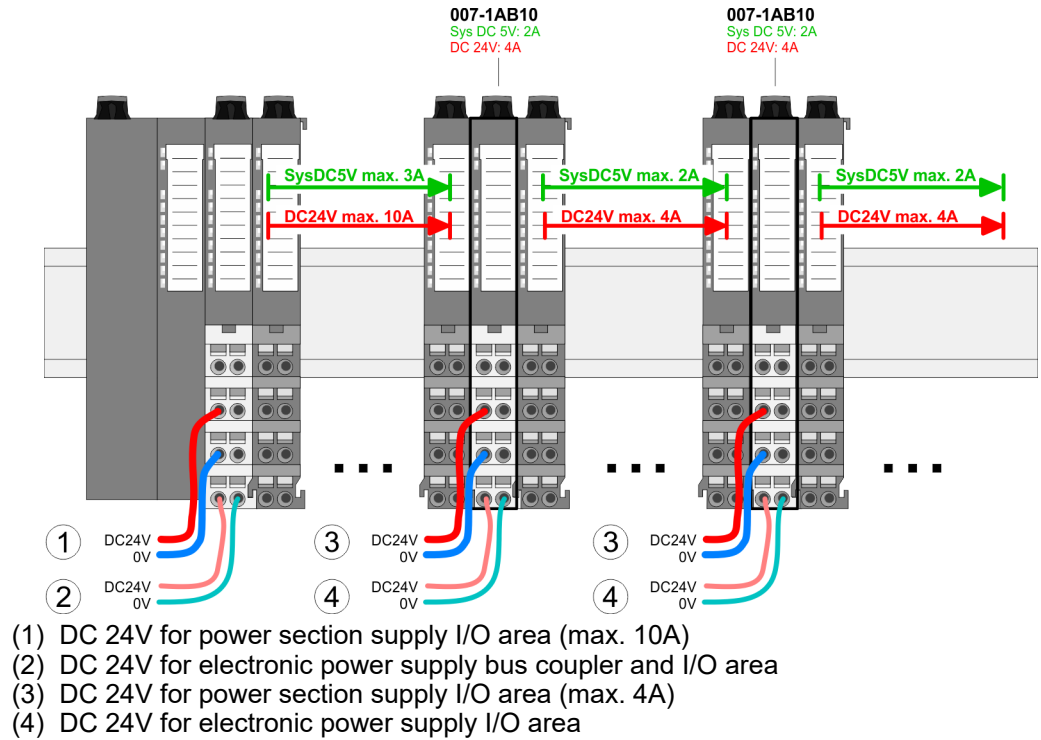 007-1AB10
Sys DC 5V: 2A
DC 24V: 4A
007-1AB10
Sys DC 5V: 2A
DC 24V: 4A
SysDC5V max. 3A
SysDC5V max. 2A
SysDC5V max. 2A
DC24V max. 10A
DC24V max. 4A
DC24V max. 4A
1 DC24V
0V
2 DC24V
0V
3 DC24V
0V
4 DC24V
0V
3 DC24V
0V
4 DC24V
0V
(1) DC 24V for power section supply I/O area (max. 10A)
(2) DC 24V for electronic power supply bus coupler and I/O area
(3) DC 24V for power section supply I/O area (max. 4A)
(4) DC 24V for electronic power supply I/O area